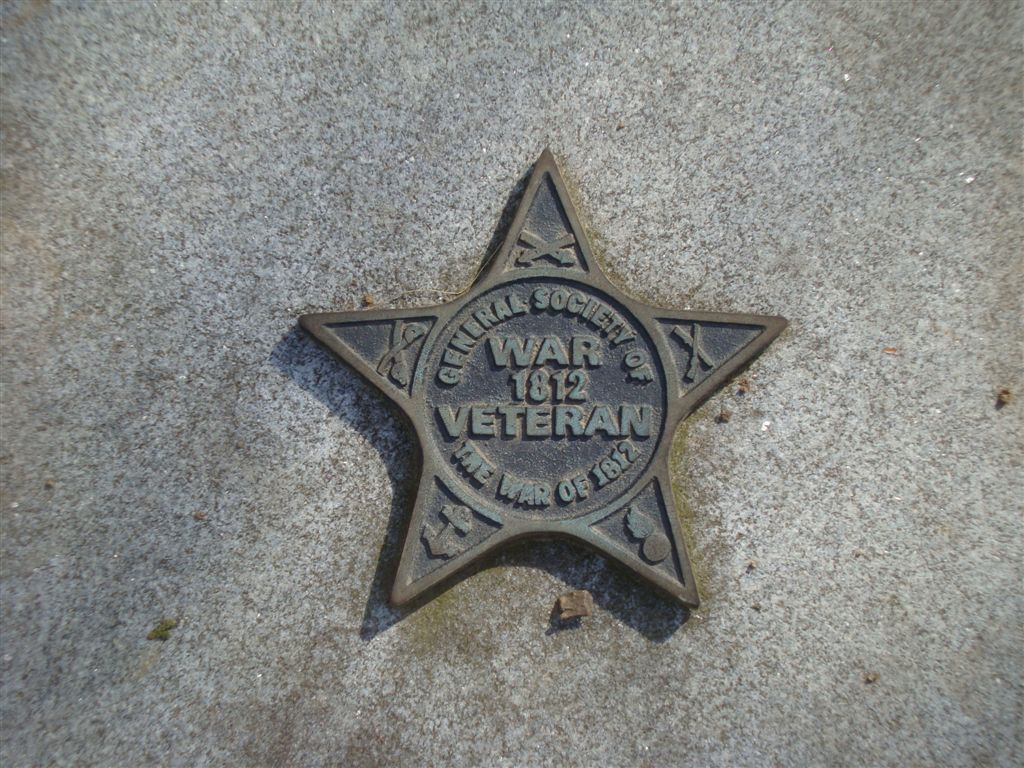 GENERAL SOCIETY OF
WAR
1812
VETERAN
THE WAR OF 1812